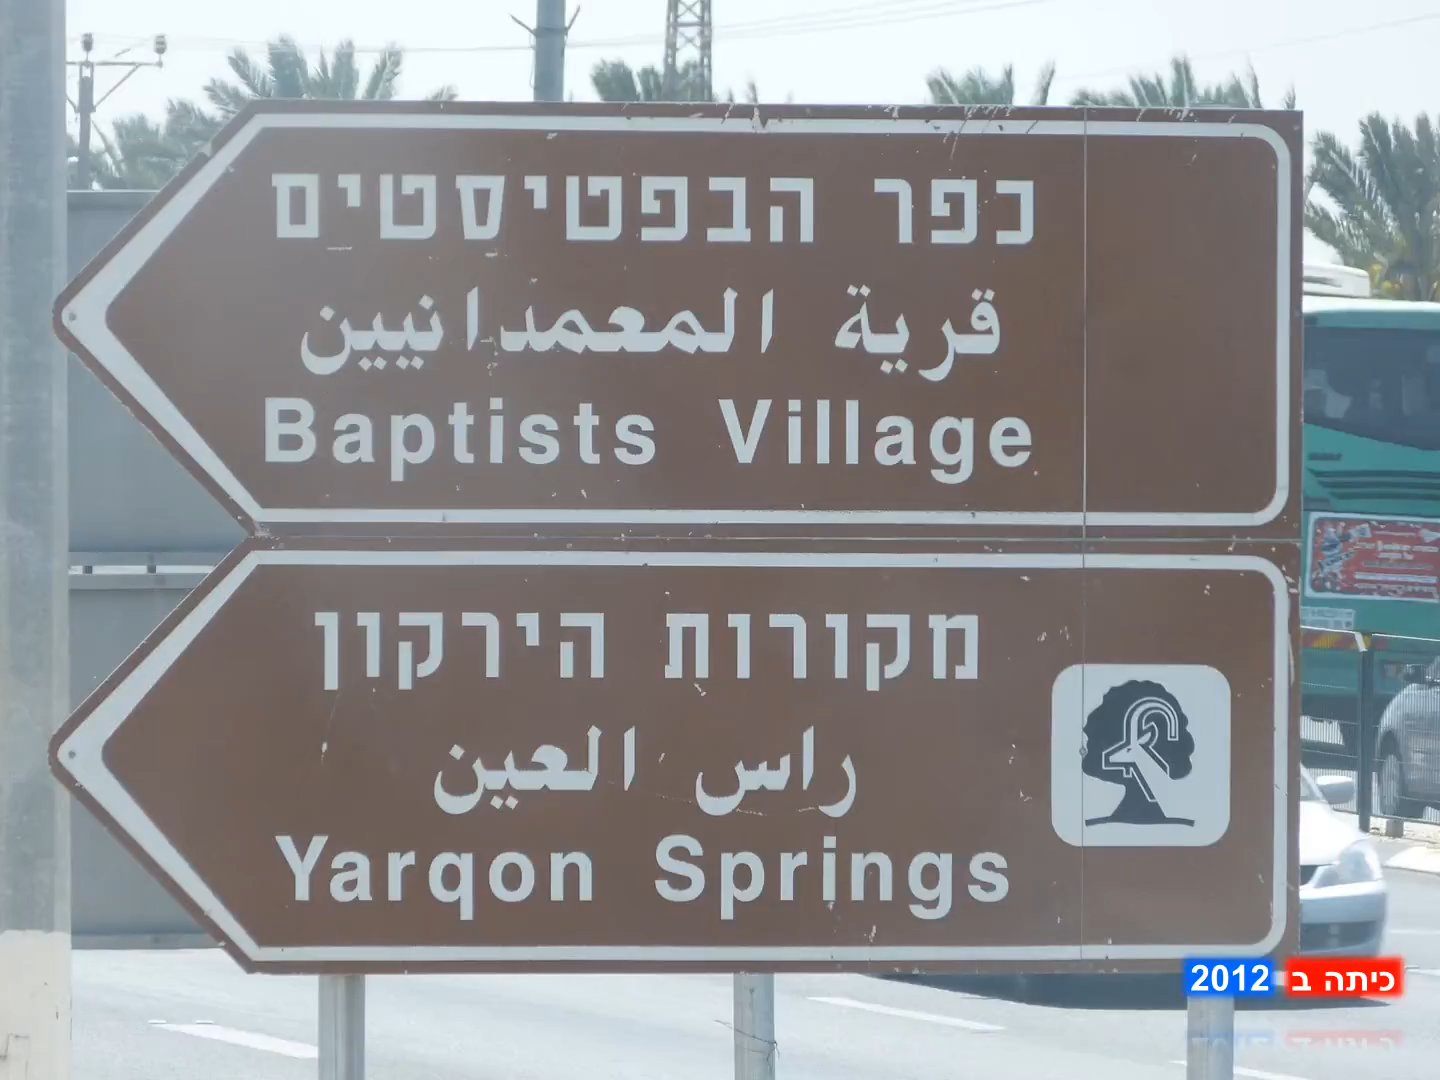 כפר הבפטיסטים
قرية المعمدانيين
Baptists Village
מקורות הירקון
راس العين
Yarqon Springs
כיתה ב 2012